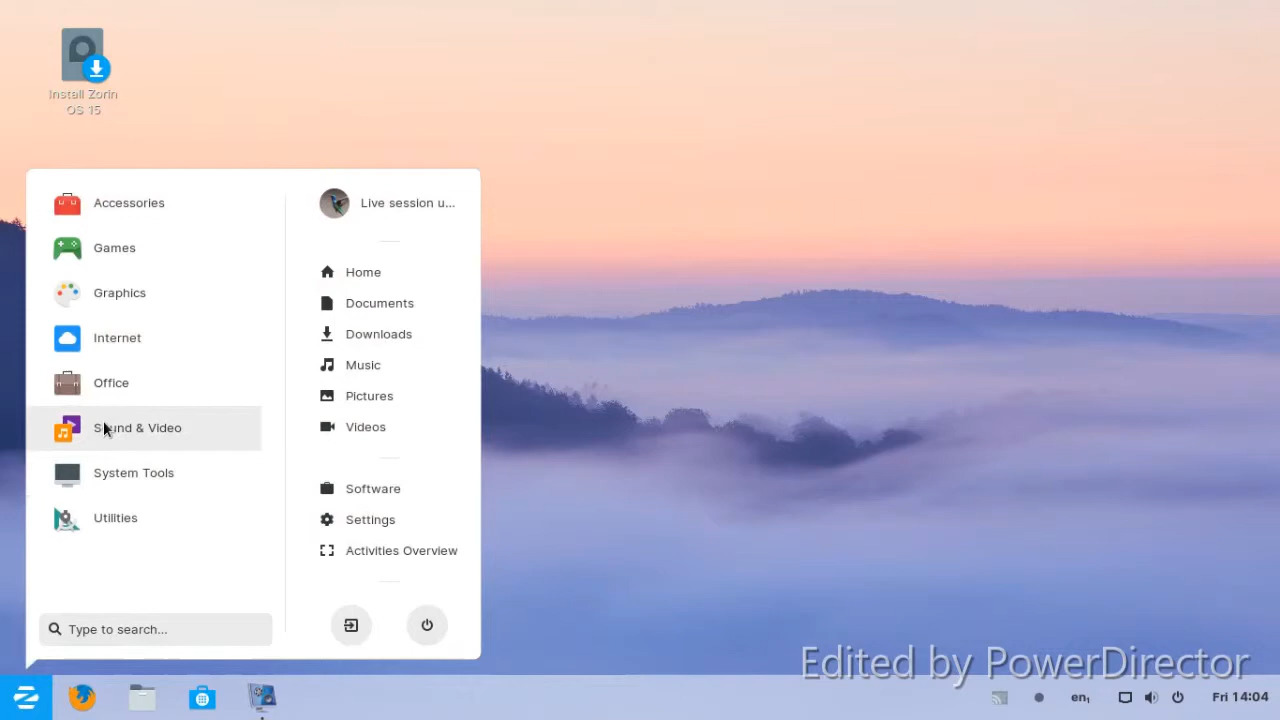 Install Zorin
OS 15
Accessories
Games
Graphics
Internet
Office
Sound & Video
System Tools
Utilities
Type to search...
Live session u...
Home
Documents
Downloads
Music
Pictures
Videos
Software
Settings
Activities Overview
Edited by PowerDirector
en₁
Fri 14:04